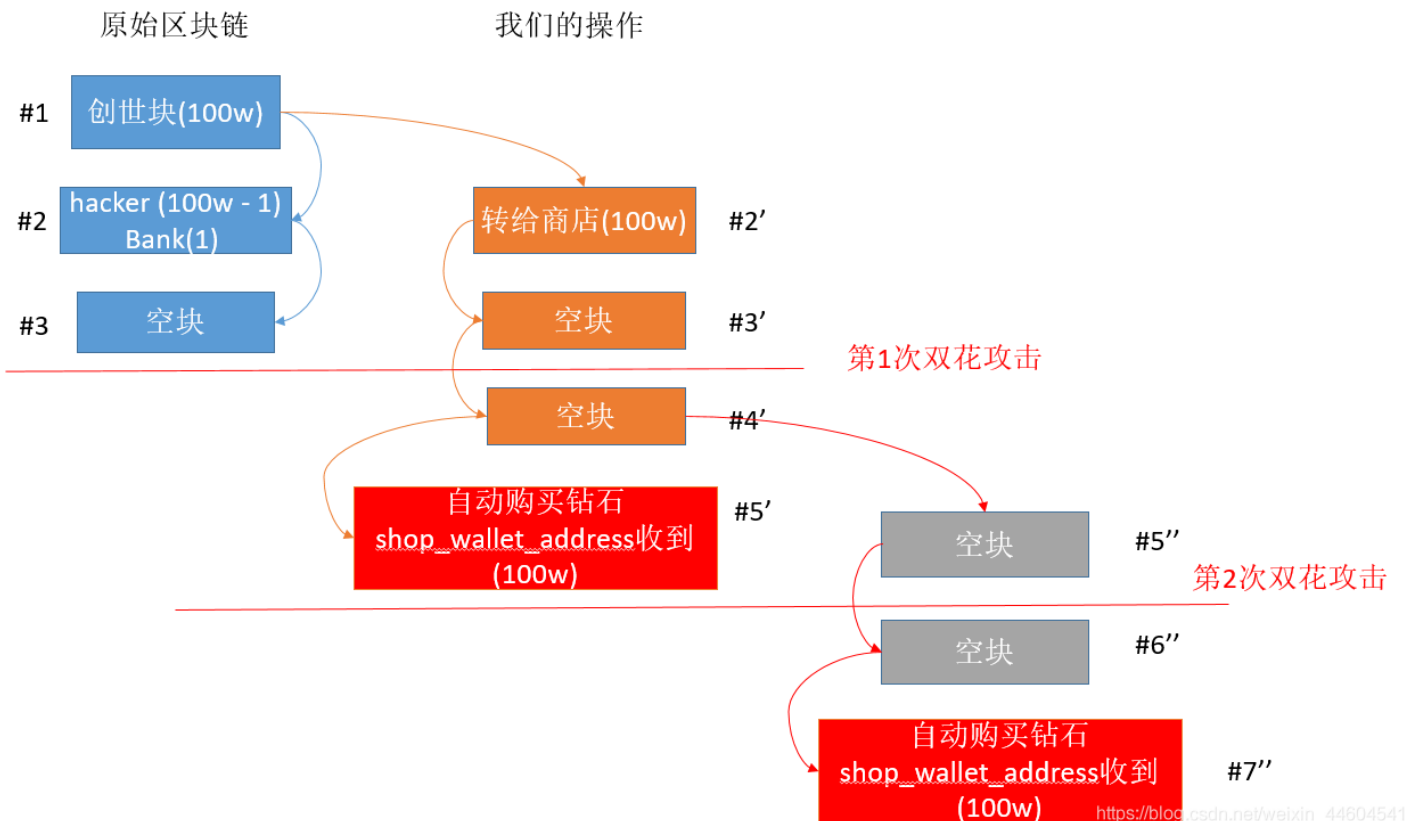 原始区块链
我们的操作
#1
创世块(100w)
#2
hacker (100w - 1)
Bank(1)
转给商店(100w)
#2’
#3
空块
空块
#3’
第1次双花攻击
空块
#4’
自动购买钻石
shop_wallet_address收到
(100w)
#5’
空块
#5’’
第2次双花攻击
空块
#6’’
自动购买钻石
shop_wallet_address收到
(100w)
#7’’
https://blog.csdn.net/weixin_44604541